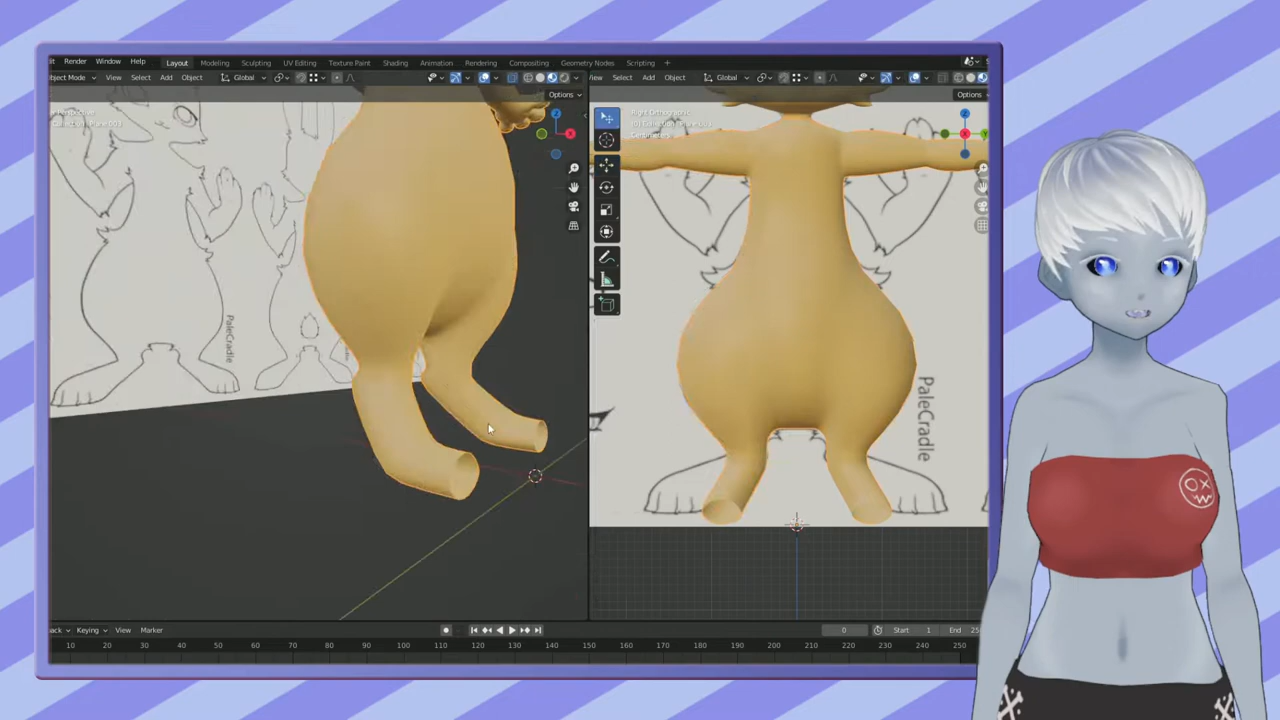 Render Window Help Layout Modeling Sculpting UV Editing Texture Paint Shading Animation Rendering Compositing Geometry Nodes Scripting +
View Select Add Object Global
Select Add Object Global
Options
Options
Right Orthographic
Centimeters
PaleCradle
PaleCradle
Keying View Marker
0 Start 1 End
10 20 30 40 50 60 70 80 90 100 110 120 130 140 150 160 170 180 190 200 210 220 230 240 250